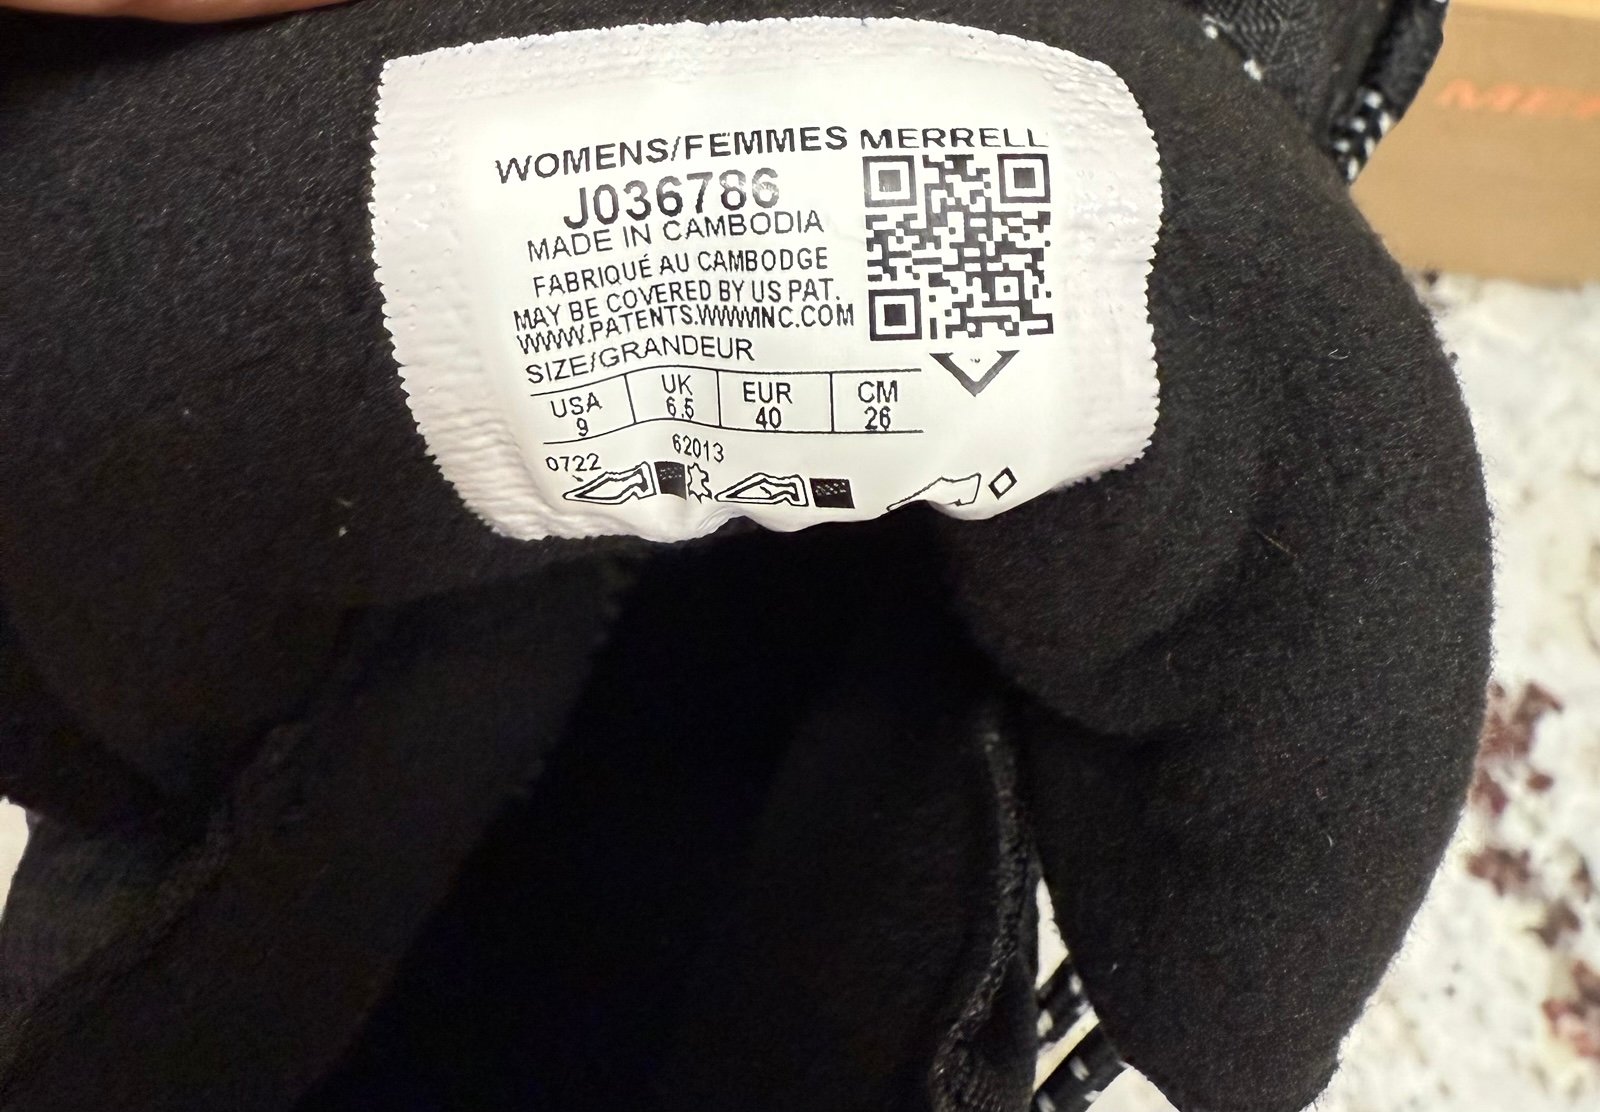 WOMENS/FEMMES MERRELL
J036786
MADE IN CAMBODIA
FABRIQUÉ AU CAMBODGE
MAY BE COVERED BY US PAT.
WWW.PATENTS.WWWINC.COM
SIZE/GRANDEUR
USA UK EUR CM
9 6.5 40 26
62013
0722